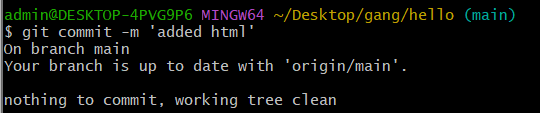 admin@DESKTOP-4PVG9P6 MINGW64 ~/Desktop/gang/hello (main)
$ git commit -m 'added html'
On branch main
Your branch is up to date with 'origin/main'.
nothing to commit, working tree clean